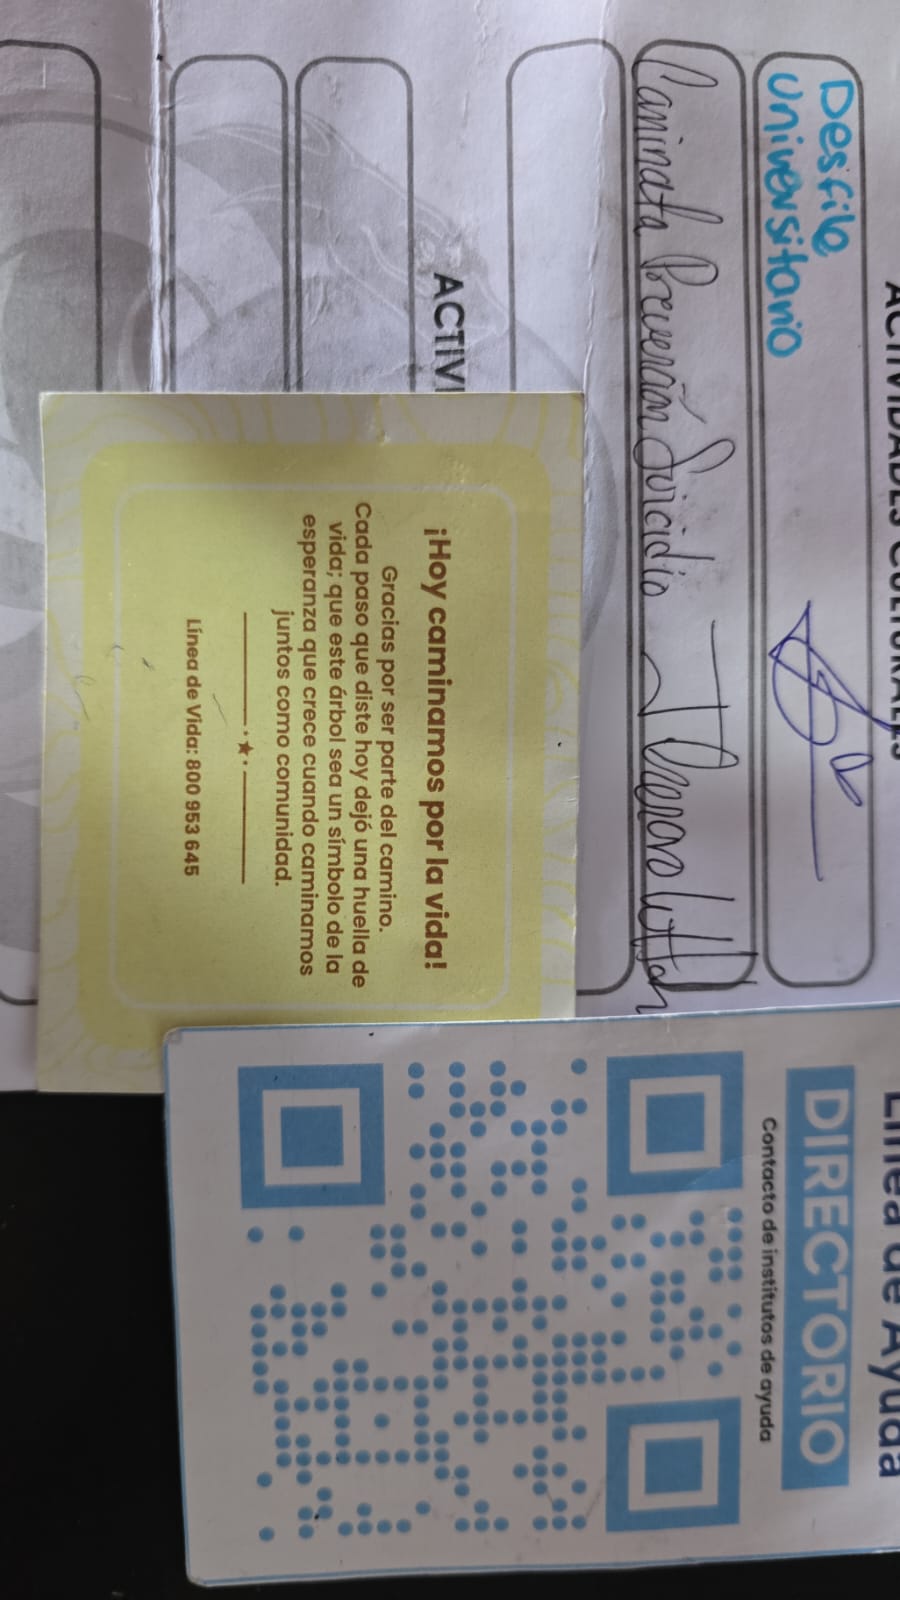 ACTIVIDADES CULTURALES
Desfile
Universitario
Caminata Prevención Suicidio
ACTIVI
¡Hoy caminamos por la vida!
Gracias por ser parte del camino.
Cada paso que diste hoy dejó una huella de
vida; que este árbol sea un símbolo de la
esperanza que crece cuando caminamos
juntos como comunidad.
Línea de Vida: 800 953 645
Línea de Ayuda
DIRECTORIO
Contacto de institutos de ayuda